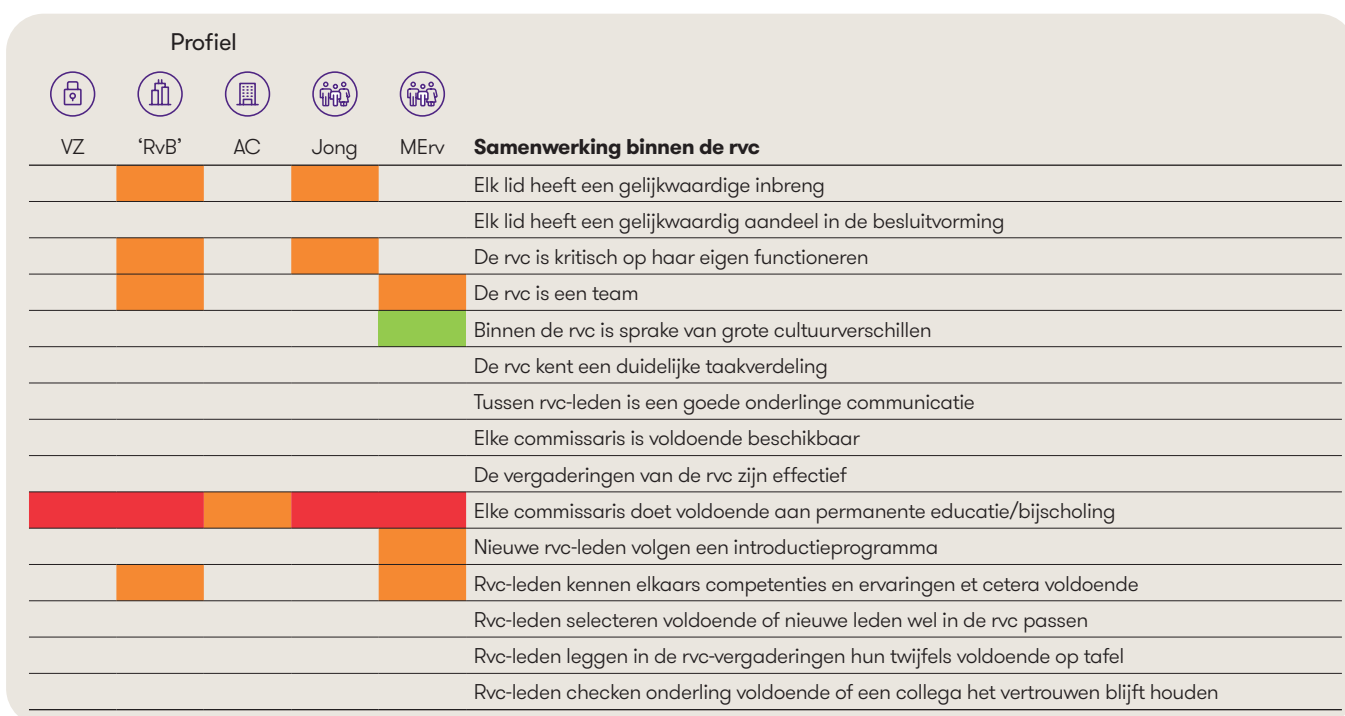 Profiel
VZ 'RvB' AC Jong MErv Samenwerking binnen de rvc
Elk lid heeft een gelijkwaardige inbreng
Elk lid heeft een gelijkwaardig aandeel in de besluitvorming
De rvc is kritisch op haar eigen functioneren
De rvc is een team
Binnen de rvc is sprake van grote cultuurverschillen
De rvc kent een duidelijke taakverdeling
Tussen rvc-leden is een goede onderlinge communicatie
Elke commissaris is voldoende beschikbaar
De vergaderingen van de rvc zijn effectief
Elke commissaris doet voldoende aan permanente educatie/bijscholing
Nieuwe rvc-leden volgen een introductieprogramma
Rvc-leden kennen elkaars competenties en ervaringen et cetera voldoende
Rvc-leden selecteren voldoende of nieuwe leden wel in de rvc passen
Rvc-leden leggen in de rvc-vergaderingen hun twijfels voldoende op tafel
Rvc-leden checken onderling voldoende of een collega het vertrouwen blijft houden